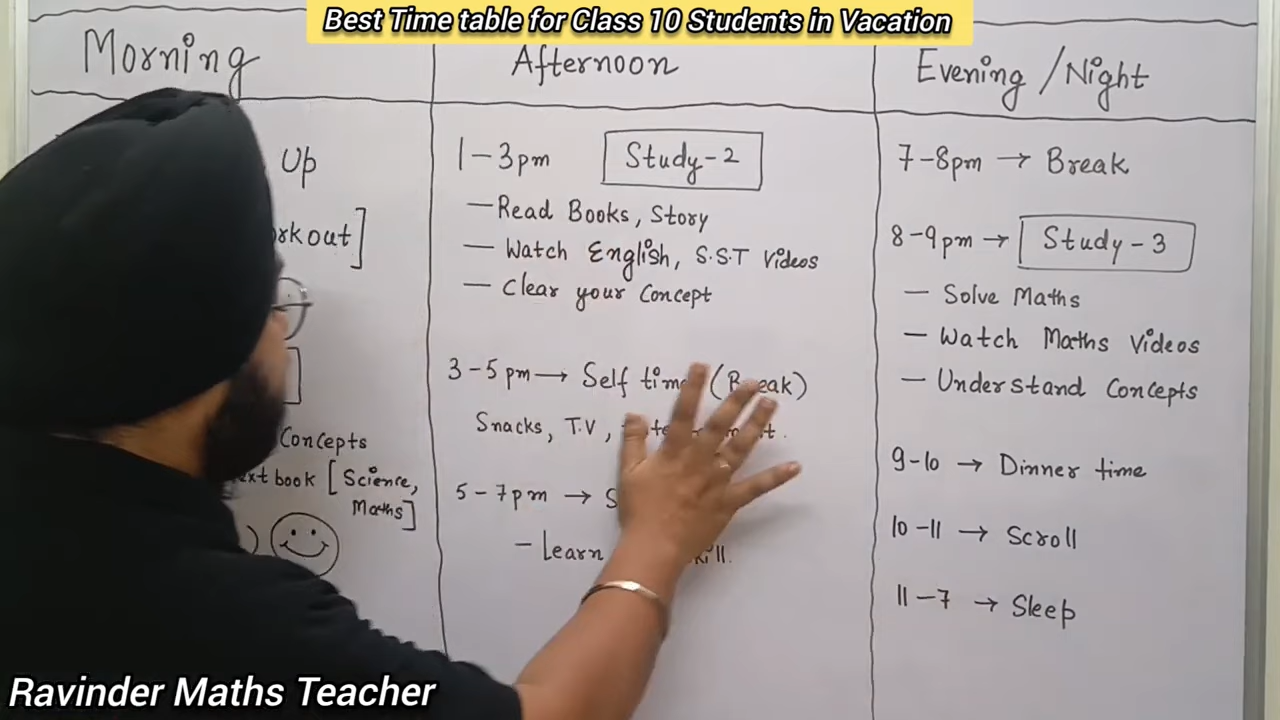 Best Time table for Class 10 Students in Vacation
Morning
Up
]
]
Concepts
book [Science,
Maths]
)
Afternoon
1-3pm Study-2
- Read Books, Story
- Watch English, S.S.T Videos
- Clear your Concept
3-5pm → Self (Break)
Snacks, T.V,
5-7pm →
- Learn
Evening/Night
7-8pm → Break
8-9pm → Study-3
- Solve Maths
- Watch Maths Videos
- Understand Concepts
9-10 → Dinner time
10-11 → Scroll
11-7 → Sleep
Ravinder Maths Teacher